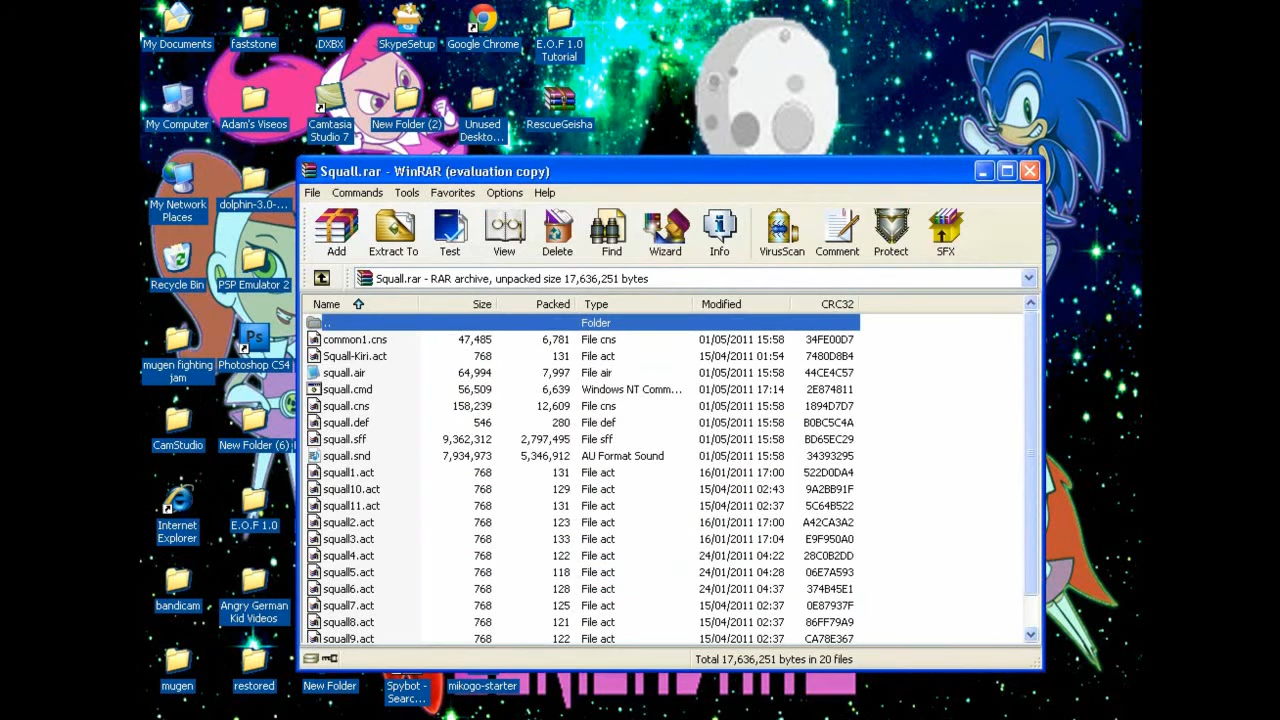 My Documents
faststone
DXBX
SkypeSetup
Google Chrome
E.O.F 1.0
Tutorial
My Computer
Adam's Viseos
Camtasia
Studio 7
New Folder (2)
Unused
Deskto...
RescueGeisha
My Network
Places
dolphin-3.0-...
Recycle Bin
PSP Emulator 2
mugen fighting
jam
Photoshop CS4
CamStudio
New Folder (6)
Internet
Explorer
E.O.F 1.0
bandicam
Angry German
Kid Videos
mugen
restored
New Folder
Spybot -
Searc...
mikogo-starter
Squall.rar - WinRAR (evaluation copy)
File Commands Tools Favorites Options Help
Add Extract To Test View Delete Find Wizard Info VirusScan Comment Protect SFX
Squall.rar - RAR archive, unpacked size 17,636,251 bytes
Name Size Packed Type Modified CRC32
.. Folder
common1.cns 47,485 6,781 File cns 01/05/2011 15:58 34FE00D7
Squall-Kiri.act 768 131 File act 15/04/2011 01:54 7480D8B4
squall.air 64,994 7,997 File air 01/05/2011 15:58 44CE4C57
squall.cmd 56,509 6,639 Windows NT Comm... 01/05/2011 17:14 2E874811
squall.cns 158,239 12,609 File cns 01/05/2011 15:58 1894D7D7
squall.def 546 280 File def 01/05/2011 15:58 B0BC5C4A
squall.sff 9,362,312 2,797,495 File sff 01/05/2011 15:58 BD65EC29
squall.snd 7,934,973 5,346,912 AU Format Sound 01/05/2011 15:58 34393295
squall1.act 768 131 File act 16/01/2011 17:00 522D0DA4
squall10.act 768 129 File act 15/04/2011 02:43 9A2BB91F
squall11.act 768 131 File act 15/04/2011 02:37 5C64B522
squall2.act 768 123 File act 16/01/2011 17:00 A42CA3A2
squall3.act 768 133 File act 16/01/2011 17:04 E9F950A0
squall4.act 768 122 File act 24/01/2011 04:22 28C0B2DD
squall5.act 768 118 File act 24/01/2011 04:28 06E7A593
squall6.act 768 128 File act 24/01/2011 04:37 374B45E1
squall7.act 768 125 File act 15/04/2011 02:37 0E87937F
squall8.act 768 121 File act 15/04/2011 02:37 86FF79A9
squall9.act 768 122 File act 15/04/2011 02:37 CA78E367
Total 17,636,251 bytes in 20 files